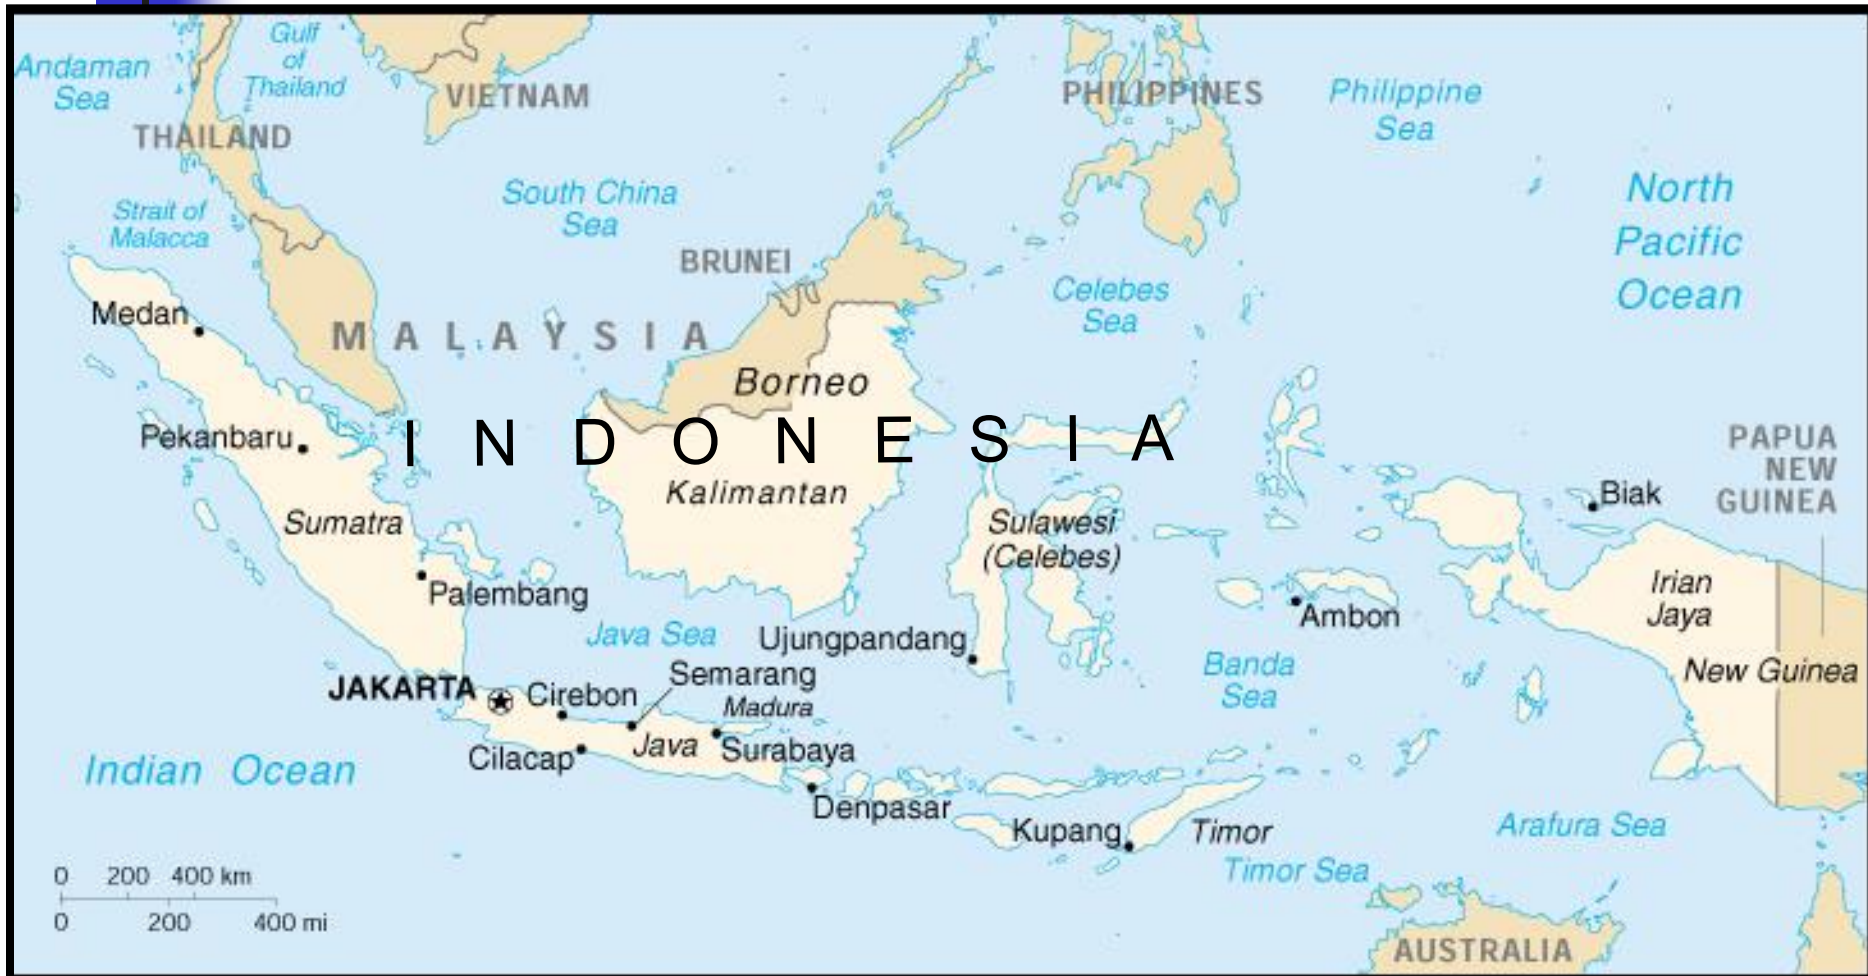 Andaman
Sea
Gulf
of
Thailand
VIETNAM
PHILIPPINES
Philippine
Sea
THAILAND
Strait of
Malacca
South China
Sea
North
Pacific
Ocean
BRUNEI
Celebes
Sea
Medan
MALAYSIA
Borneo
INDONESIA
Pekanbaru
Kalimantan
PAPUA
NEW
GUINEA
Biak
Sumatra
Sulawesi
(Celebes)
Palembang
Irian
Jaya
Ambon
Java Sea
Ujungpandang
Banda
Sea
New Guinea
JAKARTA
Cirebon
Semarang
Madura
Cilacap
Java
Surabaya
Indian Ocean
Denpasar
Kupang
Timor
Arafura Sea
Timor Sea
0 200 400 km
0 200 400 mi
AUSTRALIA